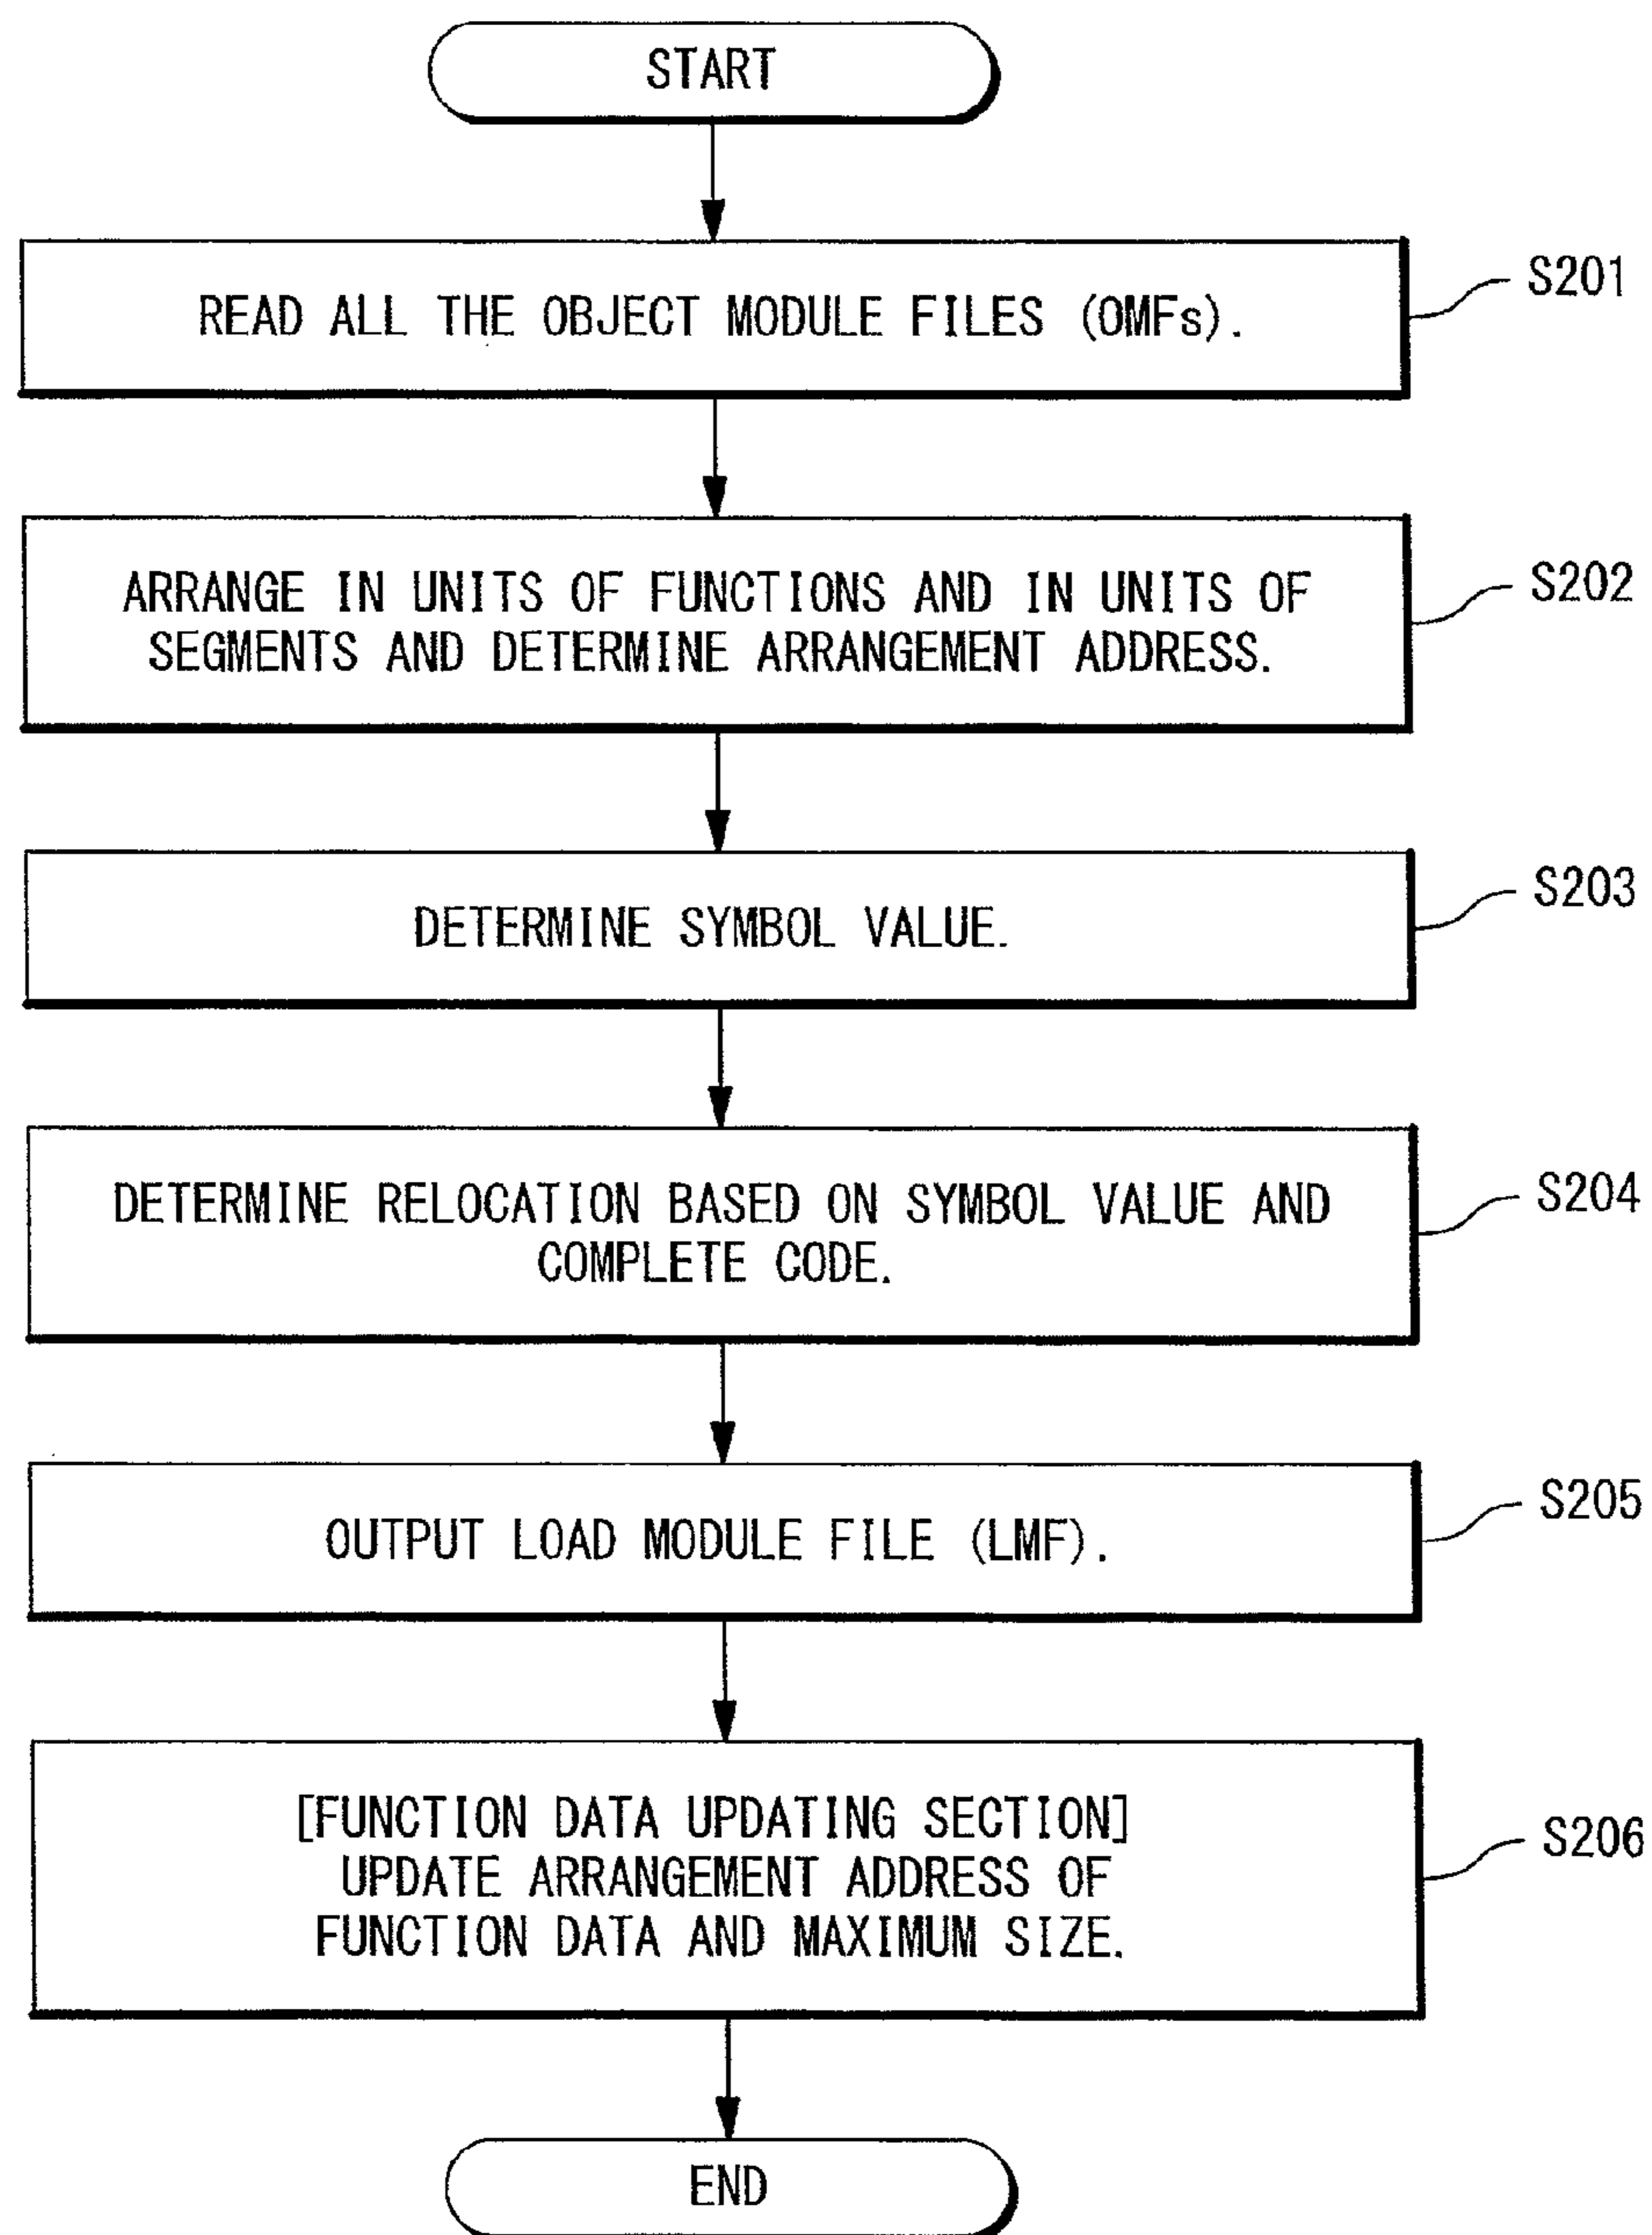 START
READ ALL THE OBJECT MODULE FILES (OMFs).
S201
ARRANGE IN UNITS OF FUNCTIONS AND IN UNITS OF
SEGMENTS AND DETERMINE ARRANGEMENT ADDRESS.
S202
DETERMINE SYMBOL VALUE.
S203
DETERMINE RELOCATION BASED ON SYMBOL VALUE AND
COMPLETE CODE.
S204
OUTPUT LOAD MODULE FILE (LMF).
S205
[FUNCTION DATA UPDATING SECTION]
UPDATE ARRANGEMENT ADDRESS OF
FUNCTION DATA AND MAXIMUM SIZE.
S206
END